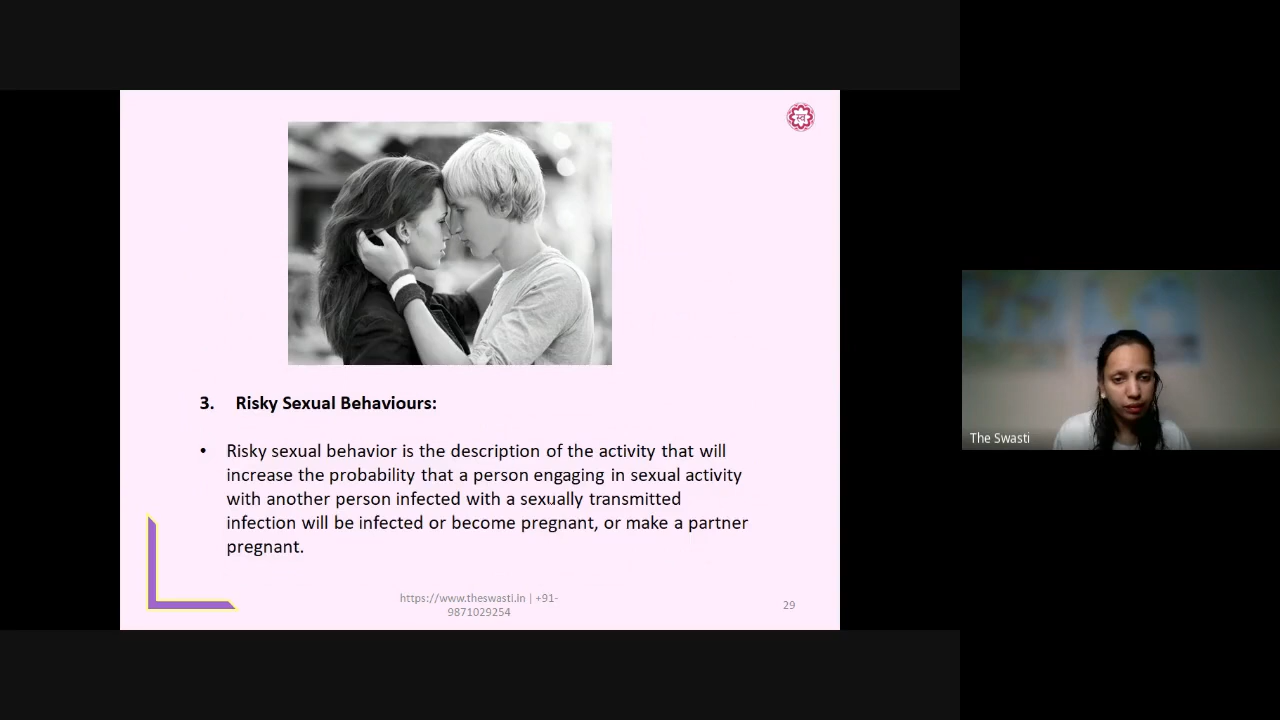 3. Risky Sexual Behaviours:
• Risky sexual behavior is the description of the activity that will
increase the probability that a person engaging in sexual activity
with another person infected with a sexually transmitted
infection will be infected or become pregnant, or make a partner
pregnant.
https://www.theswasti.in | +91-
9871029254
29
The Swasti